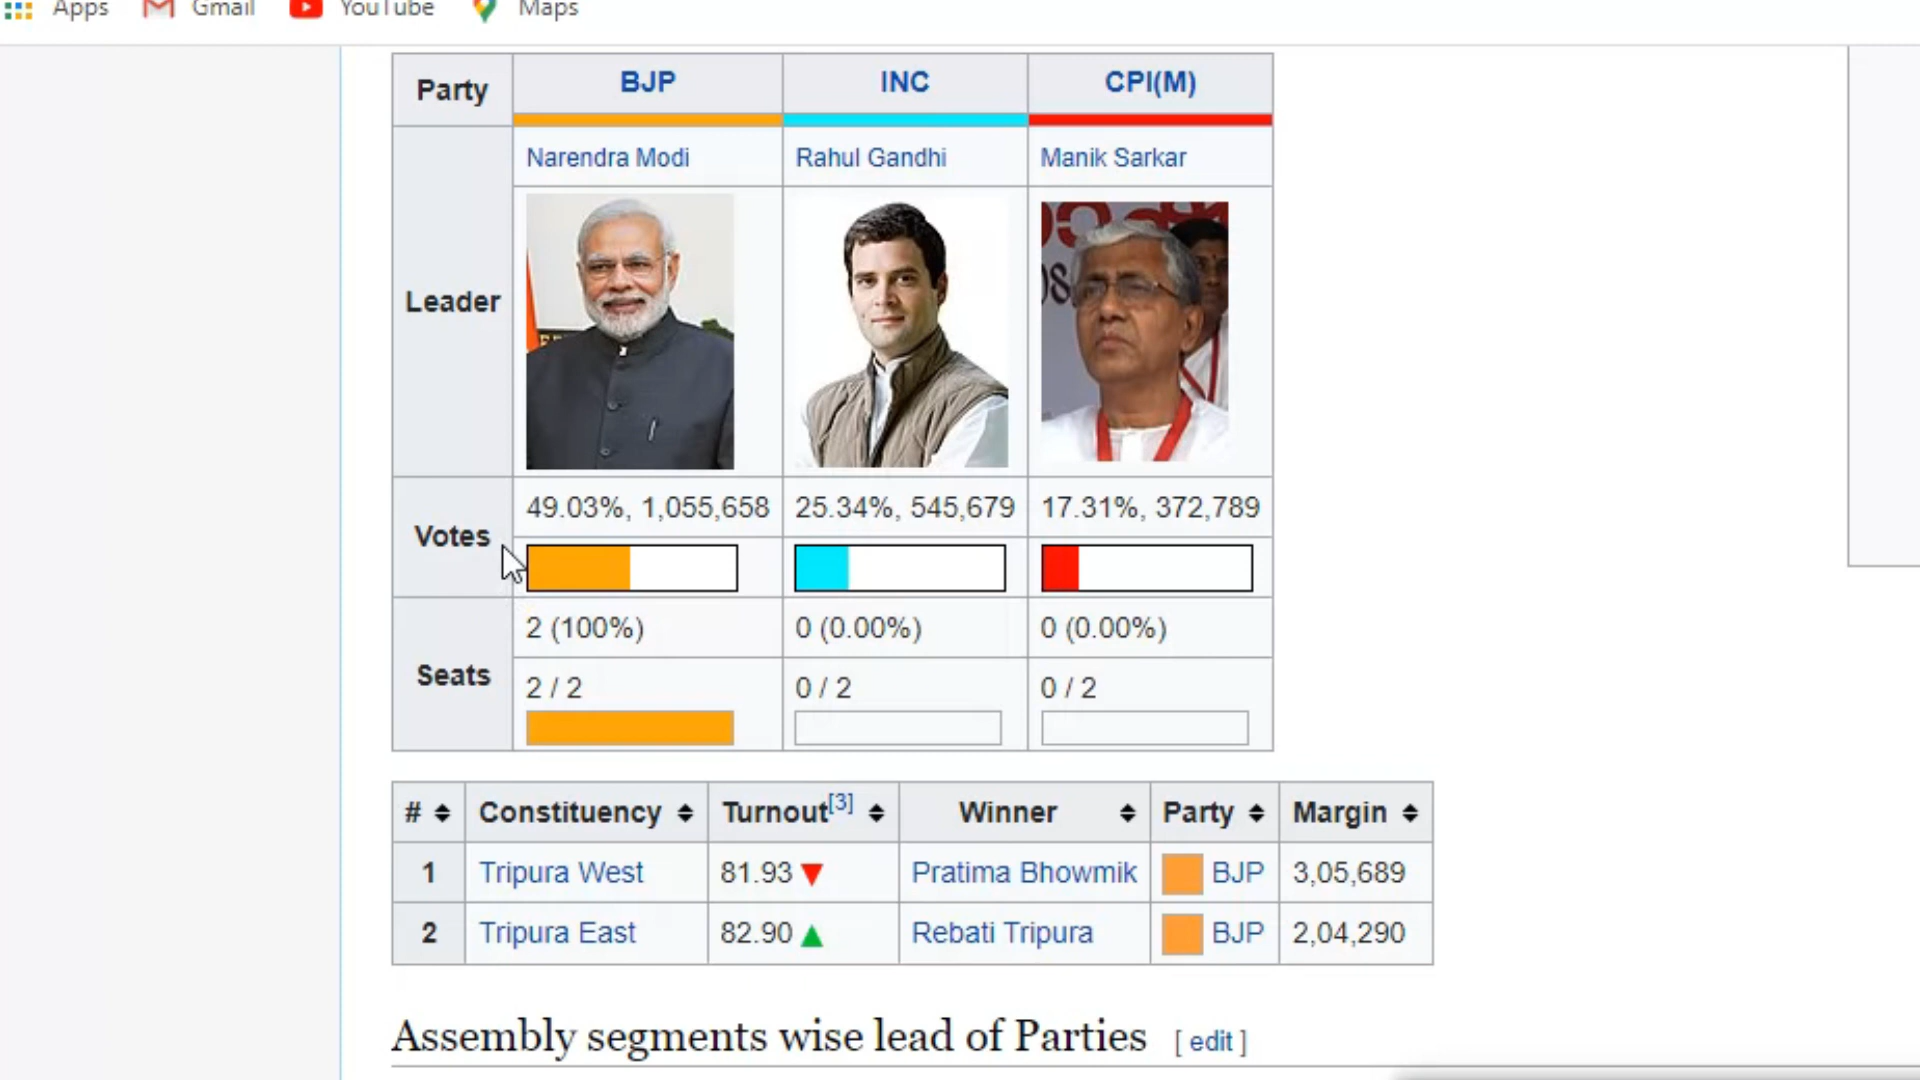 Apps Gmail YouTube Maps
Party BJP INC CPI(M)
Leader Narendra Modi Rahul Gandhi Manik Sarkar
Votes 49.03%, 1,055,658 25.34%, 545,679 17.31%, 372,789
Seats 2 (100%) 0 (0.00%) 0 (0.00%)
2 / 2 0 / 2 0 / 2
# Constituency Turnout[3] Winner Party Margin
1 Tripura West 81.93 Pratima Bhowmik BJP 3,05,689
2 Tripura East 82.90 Rebati Tripura BJP 2,04,290
Assembly segments wise lead of Parties [ edit ]